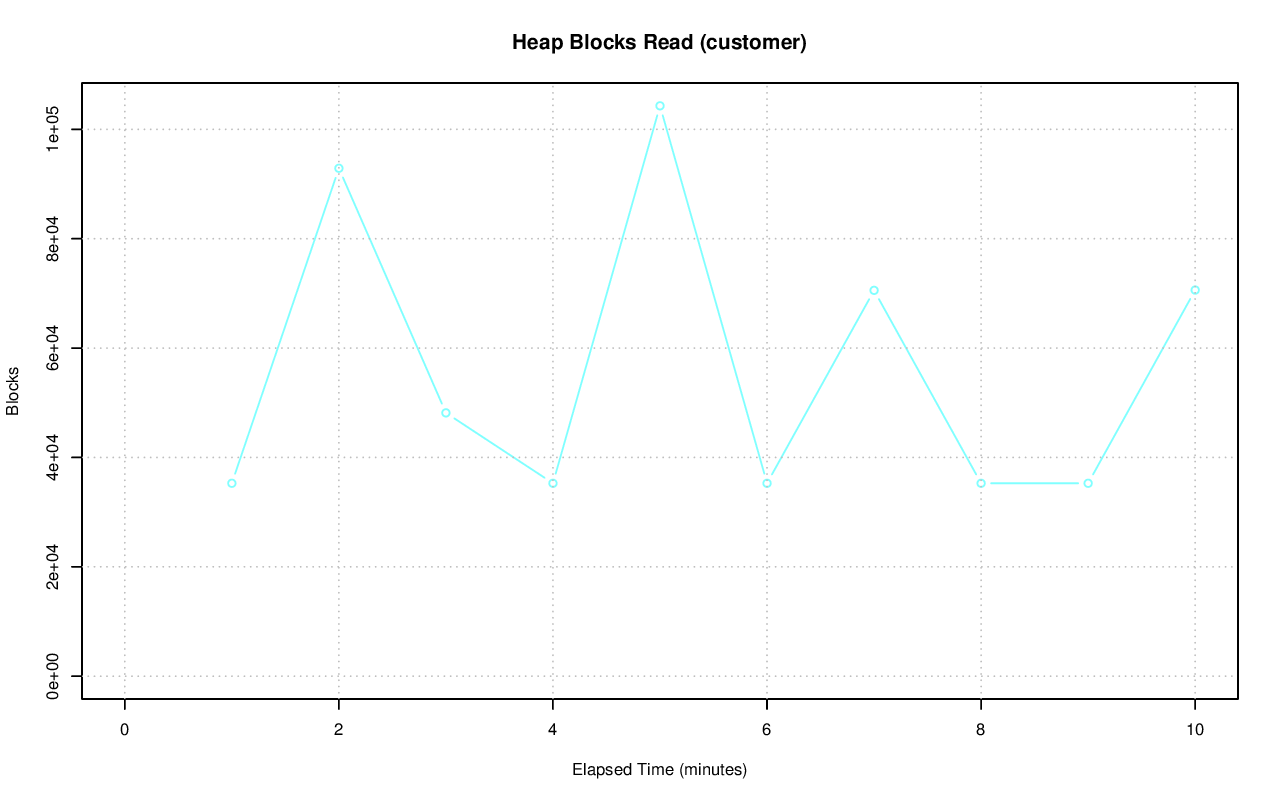 Heap Blocks Read (customer)
1e+05
8e+04
6e+04
4e+04
2e+04
0e+00
Blocks
0 2 4 6 8 10
Elapsed Time (minutes)